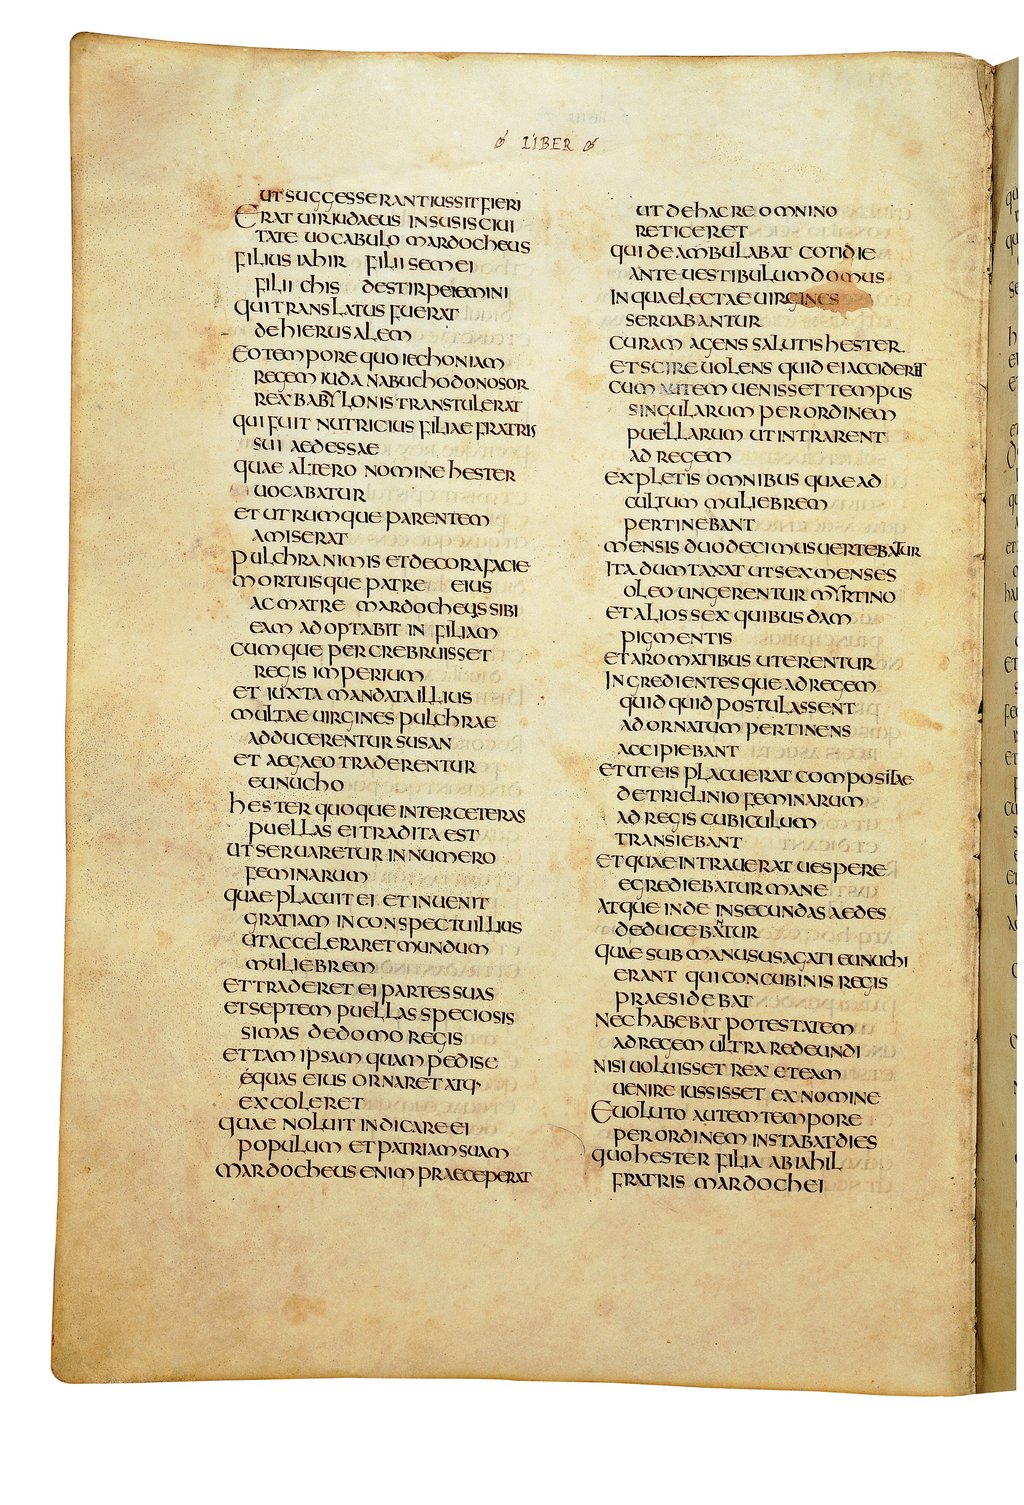 LIBER
UT SUGGESSERANT IUSSIT FIERI
ERAT UIR IUDAEUS IN SUSIS CIUI
TATE UOCABULO MARDOCHEUS
FILIUS IAHIR FILII SEMEI
FILII CHIS DE STIRPE IEMINI
QUI TRANSLATUS FUERAT
DE HIERUSALEM
EO TEMPORE QUO IECHONIAM
REGEM IUDA NABUCHODONOSOR
REX BABYLONIS TRANSTULERAT
QUI FUIT NUTRICIUS FILIAE FRATRIS
SUI AEDESSAE
QUAE ALTERO NOMINE HESTER
UOCABATUR
ET UTRUMQUE PARENTEM
AMISERAT
PULCHRA NIMIS ET DECORA FACIE
MORTUISQUE PATRE EIUS
AC MATRE MARDOCHEUS SIBI
EAM ADOPTABIT IN FILIAM
CUMQUE PERCREBRUISSET
REGIS IMPERIUM
ET IUXTA MANDATA ILLIUS
MULTAE UIRGINES PULCHRAE
ADDUCERENTUR SUSAN
ET AEGAEO TRADERENTUR
EUNUCHO
HESTER QUOQUE INTER CETERAS
PUELLAS EI TRADITA EST
UT SERUARETUR IN NUMERO
FEMINARUM
QUAE PLACUIT EI ET INUENIT
GRATIAM IN CONSPECTU ILLIUS
UT ACCELERARET MUNDUM
MULIEBREM
ET TRADERET EI PARTES SUAS
ET SEPTEM PUELLAS SPECIOSIS
SIMAS DE DOMO REGIS
ET TAM IPSAM QUAM PEDISE
EQUAS EIUS ORNARET ATQ·
EXCOLERET
QUAE NOLUIT INDICARE EI
POPULUM ET PATRIAM SUAM
MARDOCHEUS ENIM PRAECEPERAT
UT DE HAC RE OMNINO
RETICERET
QUI DEAMBULABAT COTIDIE
ANTE UESTIBULUM DOMUS
IN QUA ELECTAE UIRGINES
SERUABANTUR
CURAM AGENS SALUTIS HESTER
ET SCIRE UOLENS QUID EI ACCIDERET
CUM AUTEM UENISSET TEMPUS
SINGULARUM PER ORDINEM
PUELLARUM UT INTRARENT
AD REGEM
EXPLETIS OMNIBUS QUAE AD
CULTUM MULIEBREM
PERTINEBANT
MENSIS DUODECIMUS UERTEBATUR
ITA DUMTAXAT UT SEX MENSES
OLEO UNGERENTUR MYRTINO
ET ALIOS SEX QUIBUSDAM
PIGMENTIS
ET AROMATIBUS UTERENTUR
INGREDIENTESQUE AD REGEM
QUIDQUID POSTULASSENT
AD ORNATUM PERTINENS
ACCIPIEBANT
ET UT EIS PLACUERAT COMPOSITAE
DE TRICLINIO FEMINARUM
AD REGIS CUBICULUM
TRANSIEBANT
ET QUAE INTRAUERAT UESPERE
EGREDIEBATUR MANE
ATQUE INDE IN SECUNDAS AEDES
DEDUCEBANTUR
QUAE SUB MANU SUSAGATI EUNUCHI
ERANT QUI CONCUBINIS REGIS
PRAESIDEBAT
NEC HABEBAT POTESTATEM
AD REGEM ULTRA REDEUNDI
NISI UOLUISSET REX ET EAM
UENIRE IUSSISSET EX NOMINE
EUOLUTO AUTEM TEMPORE
PER ORDINEM INSTABAT DIES
QUO HESTER FILIA ABIAHIL
FRATRIS MARDOCHEI